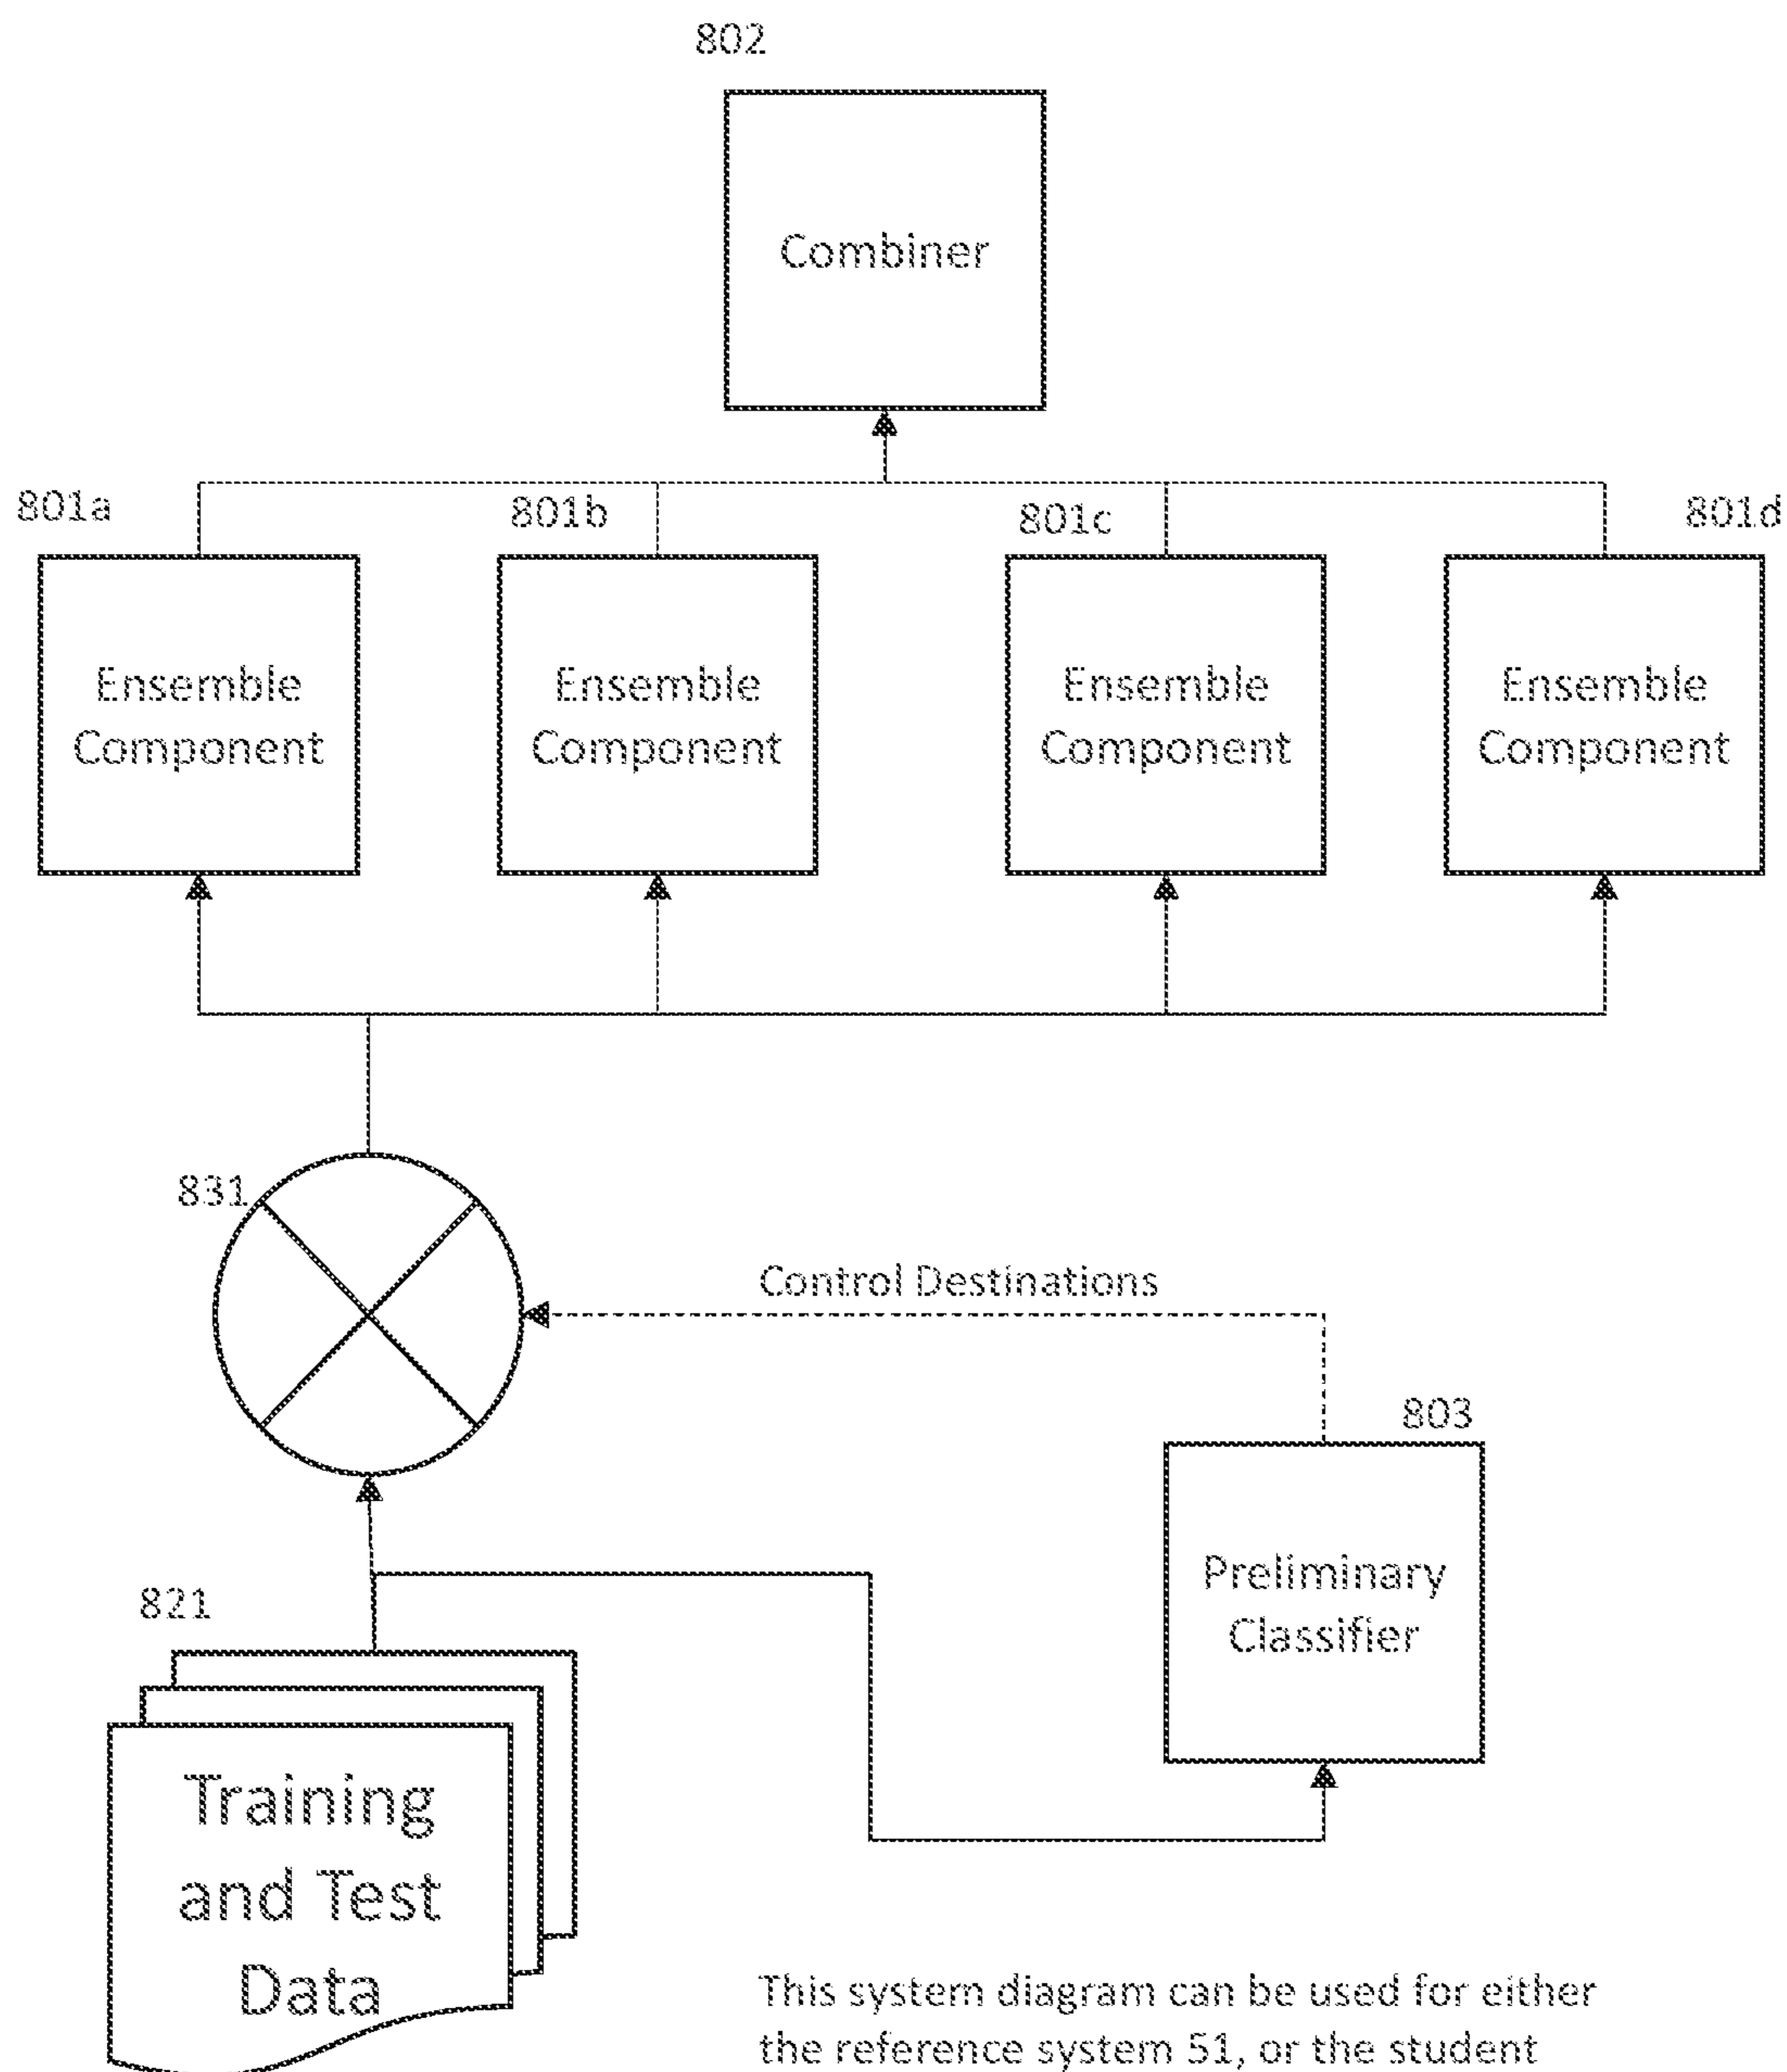 802
Combiner
801a
801b
801c
801d
Ensemble
Component
Ensemble
Component
Ensemble
Component
Ensemble
Component
831
Control Destinations
803
Preliminary
Classifier
821
Training
and Test
Data
This system diagram can be used for either
the reference system 51, or the student